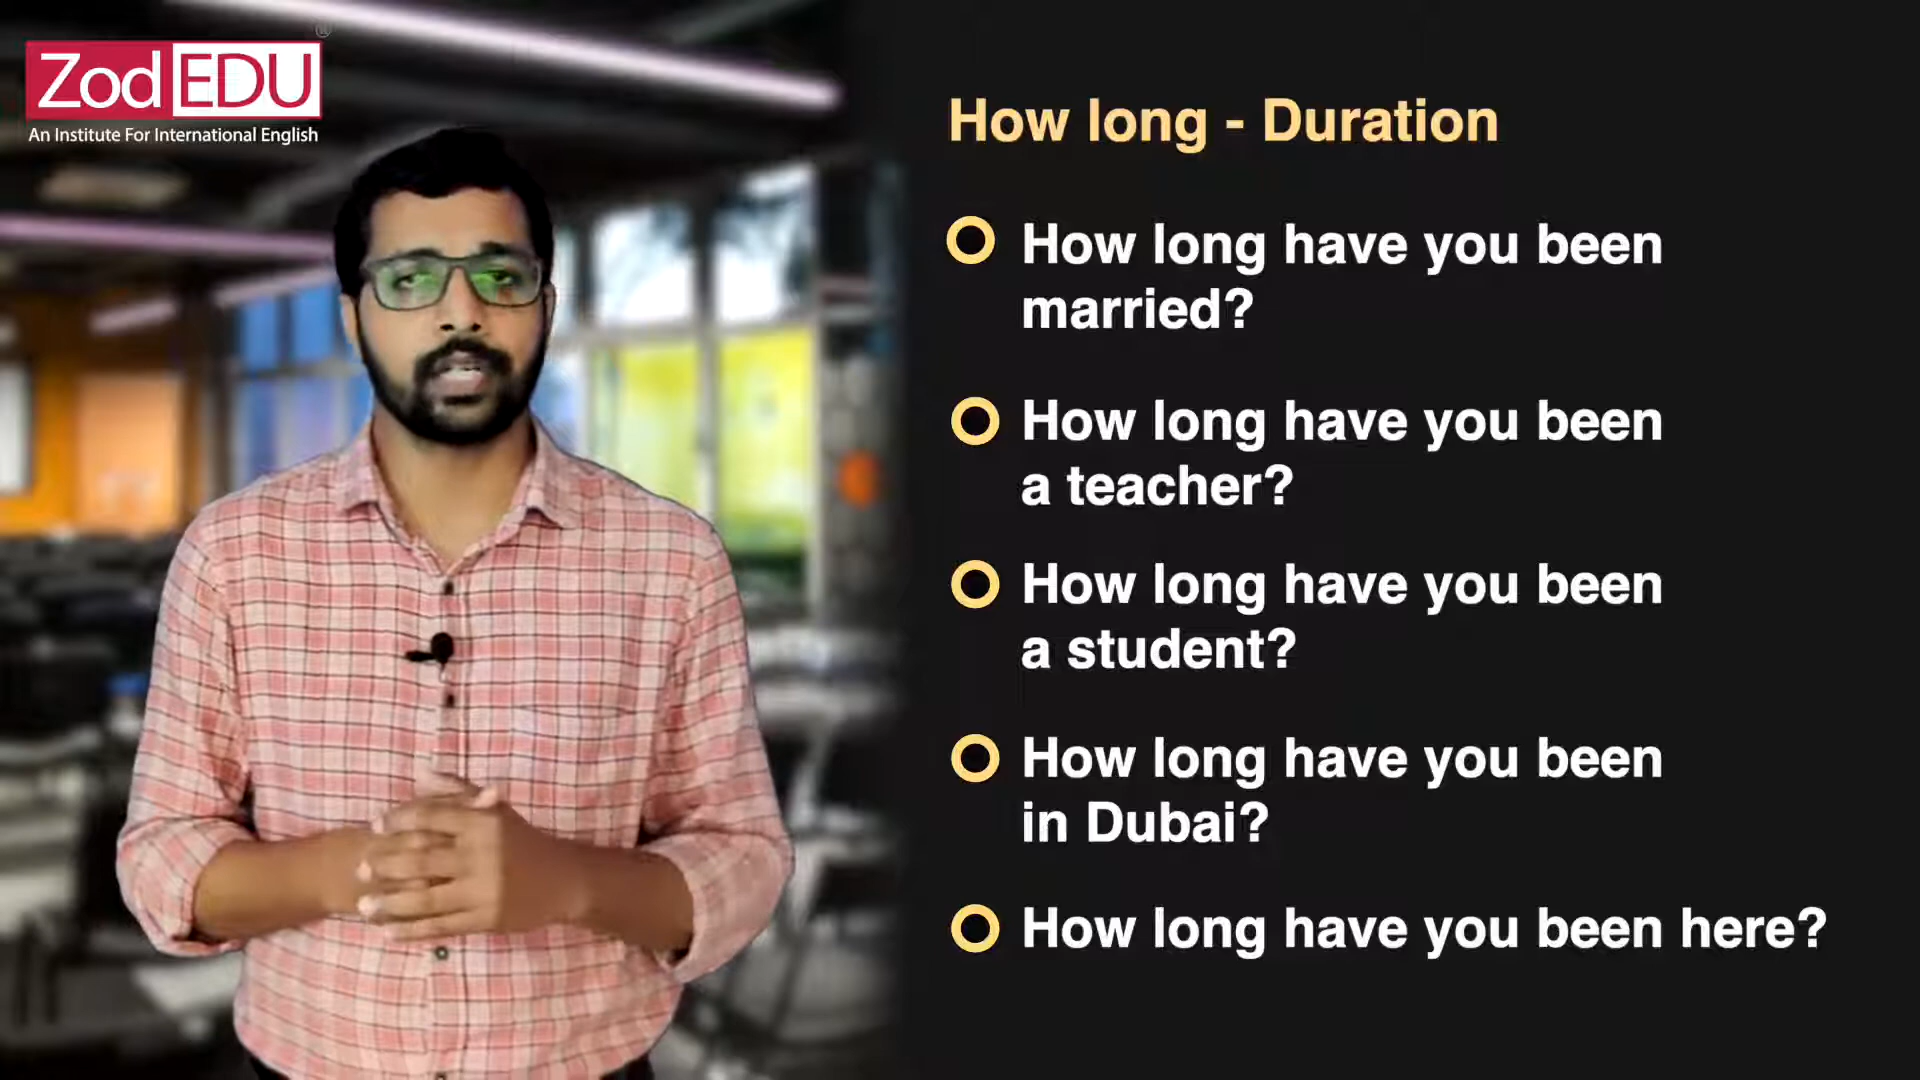 ZodEDU®
An Institute For International English
How long - Duration
How long have you been
married?
How long have you been
a teacher?
How long have you been
a student?
How long have you been
in Dubai?
How long have you been here?